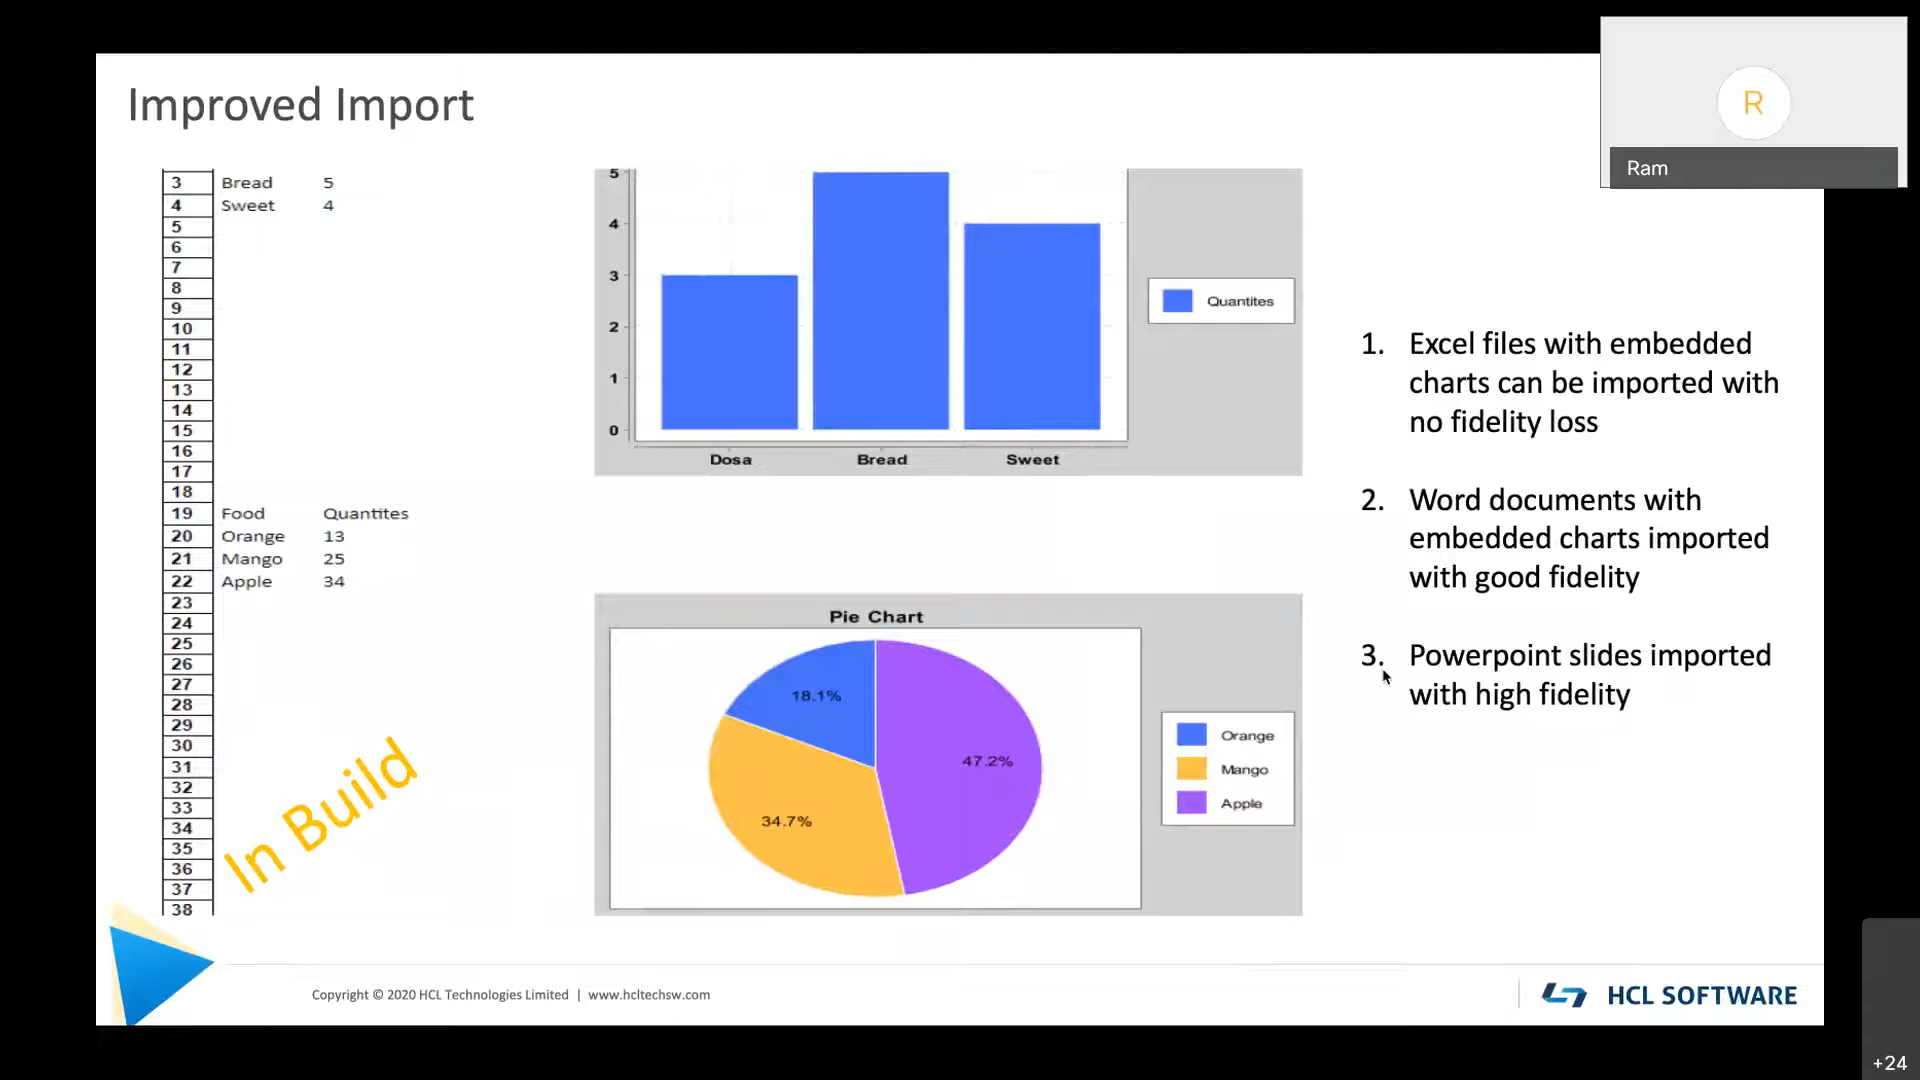 Improved Import
R
Ram
3 Bread 5
4 Sweet 4
5
6
7
8
9
10
11
12
13
14
15
16
17
18
19 Food Quantites
20 Orange 13
21 Mango 25
22 Apple 34
23
24
25
26
27
28
29
30
31
32
33
34
35
36
37
38
In Build
5
4
3
2
1
0
Dosa Bread Sweet
Quantites
Pie Chart
18.1%
47.2%
34.7%
Orange
Mango
Apple
1. Excel files with embedded
charts can be imported with
no fidelity loss
2. Word documents with
embedded charts imported
with good fidelity
3. Powerpoint slides imported
with high fidelity
Copyright © 2020 HCL Technologies Limited | www.hcltechsw.com
HCL SOFTWARE
+24